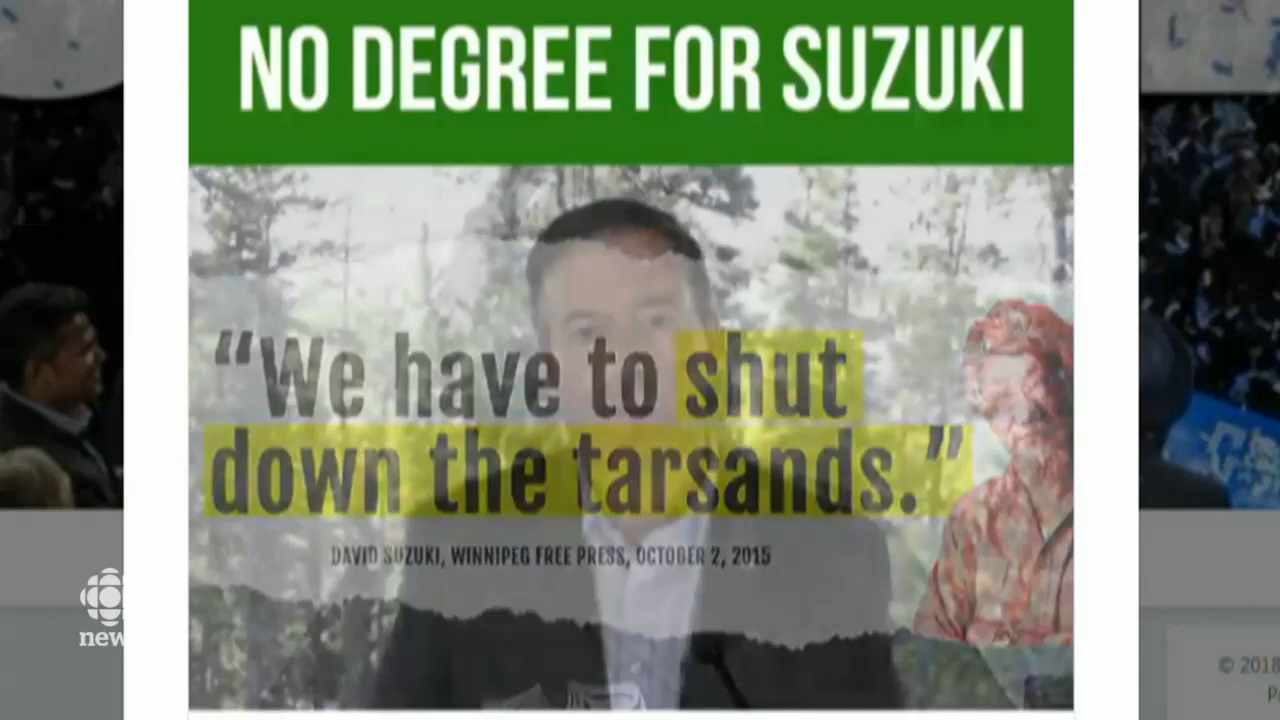 NO DEGREE FOR SUZUKI
“We have to shut
down the tarsands.”
DAVID SUZUKI, WINNIPEG FREE PRESS, OCTOBER 2, 2015
new
© 2018